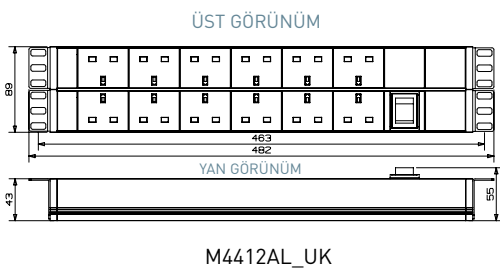 ÜST GÖRÜNÜM
89
463
482
YAN GÖRÜNÜM
43
55
M4412AL_UK